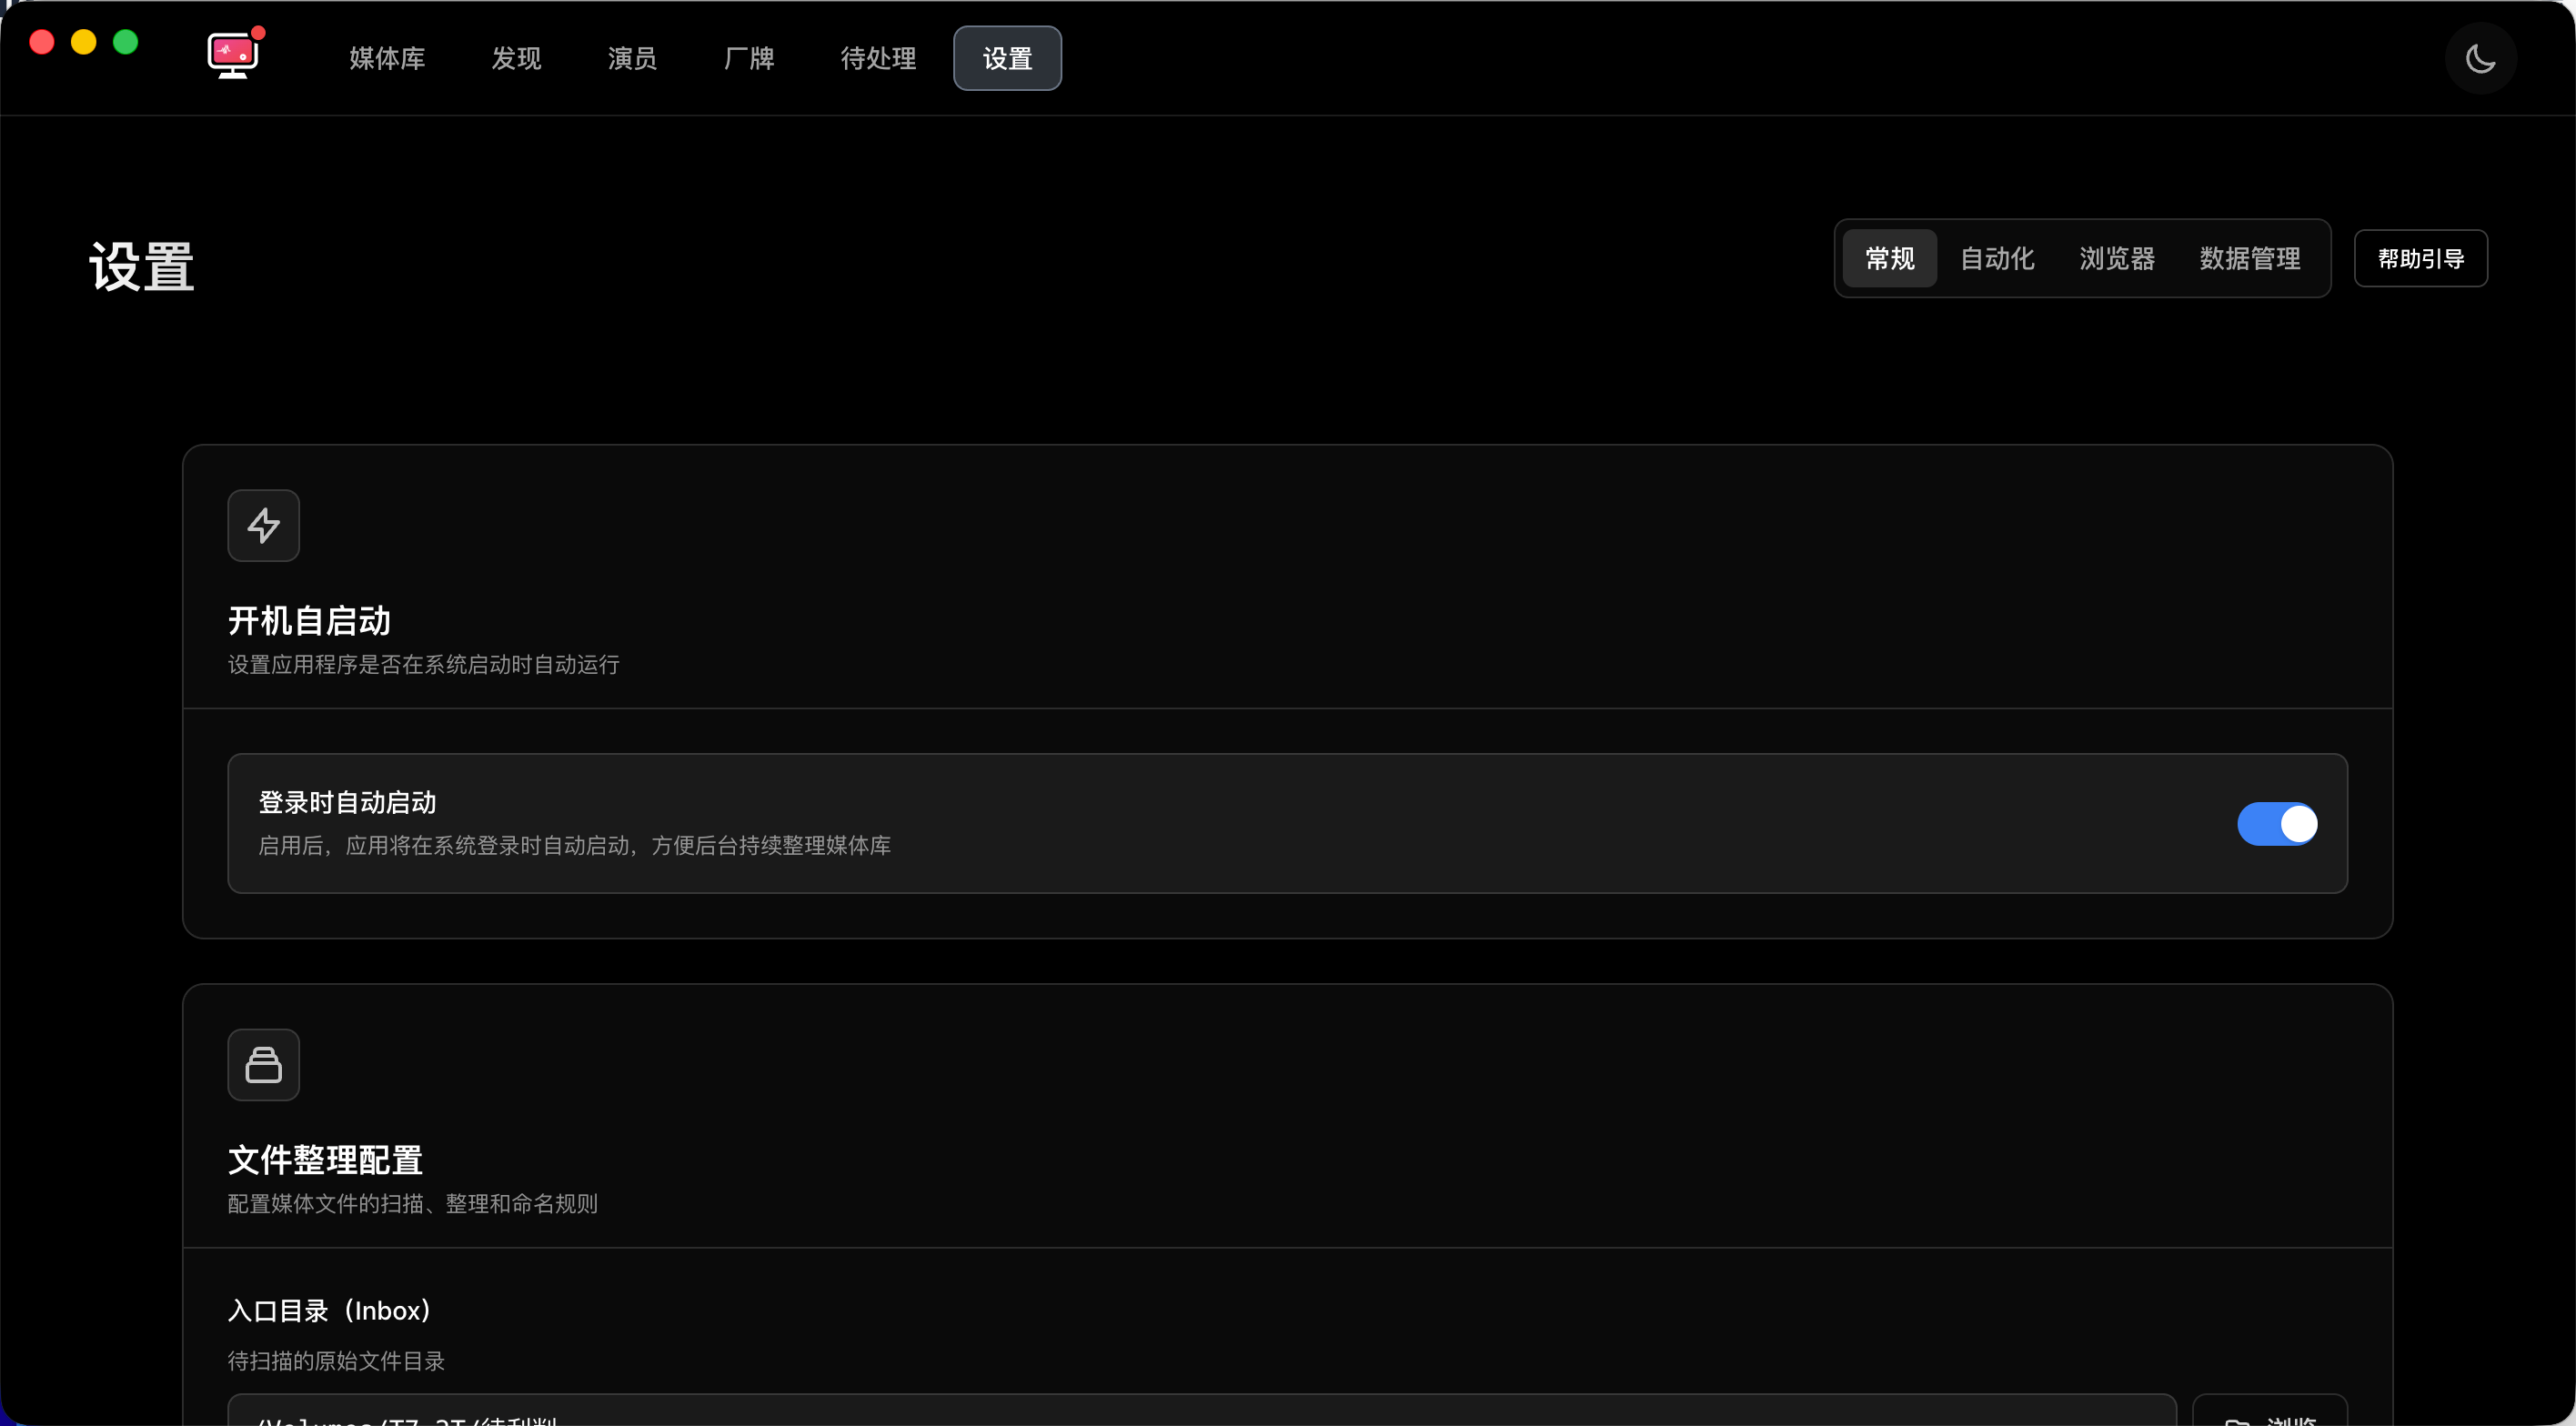 媒体库 发现 演员 厂牌 待处理 设置
设置
常规 自动化 浏览器 数据管理 帮助引导
开机自启动
设置应用程序是否在系统启动时自动运行
登录时自动启动
启用后，应用将在系统登录时自动启动，方便后台持续整理媒体库
文件整理配置
配置媒体文件的扫描、整理和命名规则
入口目录（Inbox）
待扫描的原始文件目录
浏览